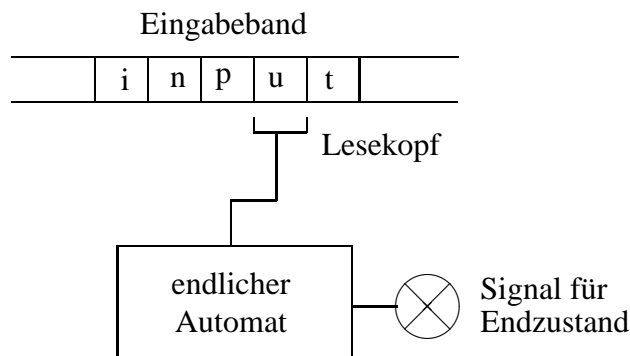 Eingabeband
i n p u t
Lesekopf
endlicher
Automat
Signal für
Endzustand